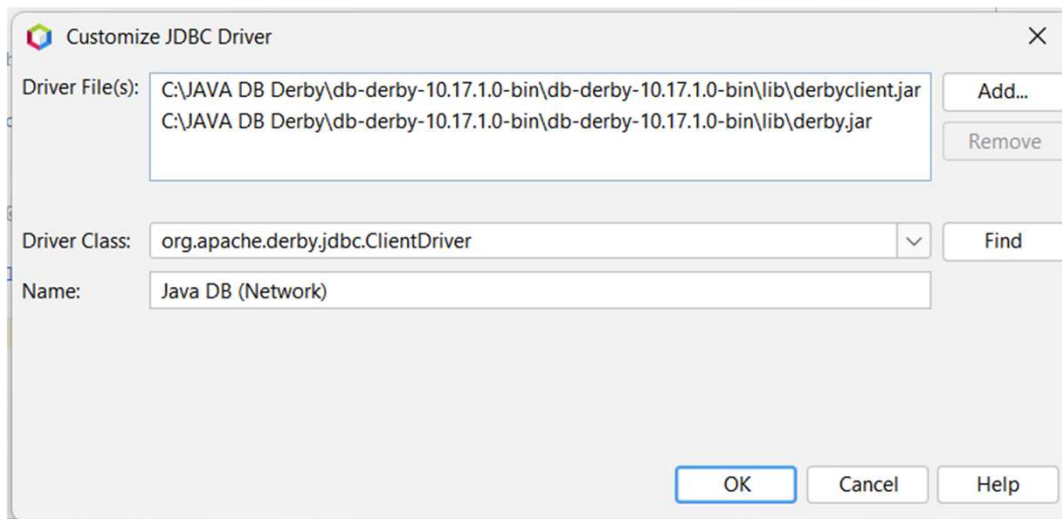 Customize JDBC Driver
Driver File(s):
C:\JAVA DB Derby\db-derby-10.17.1.0-bin\db-derby-10.17.1.0-bin\lib\derbyclient.jar
Add...
C:\JAVA DB Derby\db-derby-10.17.1.0-bin\db-derby-10.17.1.0-bin\lib\derby.jar
Remove
Driver Class:
org.apache.derby.jdbc.ClientDriver
Find
Name:
Java DB (Network)
OK
Cancel
Help